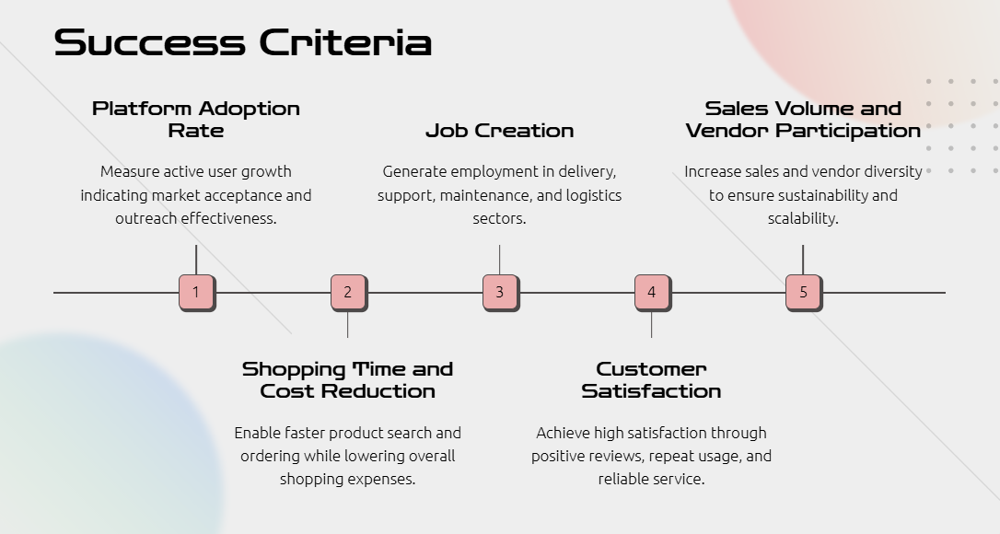 Success Criteria
Platform Adoption
Rate
Measure active user growth
indicating market acceptance and
outreach effectiveness.
Job Creation
Generate employment in delivery,
support, maintenance, and logistics
sectors.
Sales Volume and
Vendor Participation
Increase sales and vendor diversity
to ensure sustainability and
scalability.
1
2
3
4
5
Shopping Time and
Cost Reduction
Enable faster product search and
ordering while lowering overall
shopping expenses.
Customer
Satisfaction
Achieve high satisfaction through
positive reviews, repeat usage, and
reliable service.